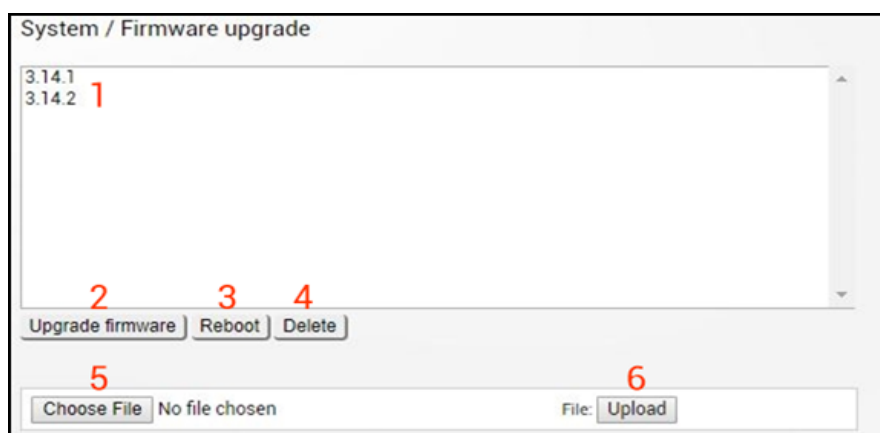 System / Firmware upgrade
3.14.1
3.14.2 1
2 3 4
Upgrade firmware Reboot Delete
5 6
Choose File No file chosen File: Upload